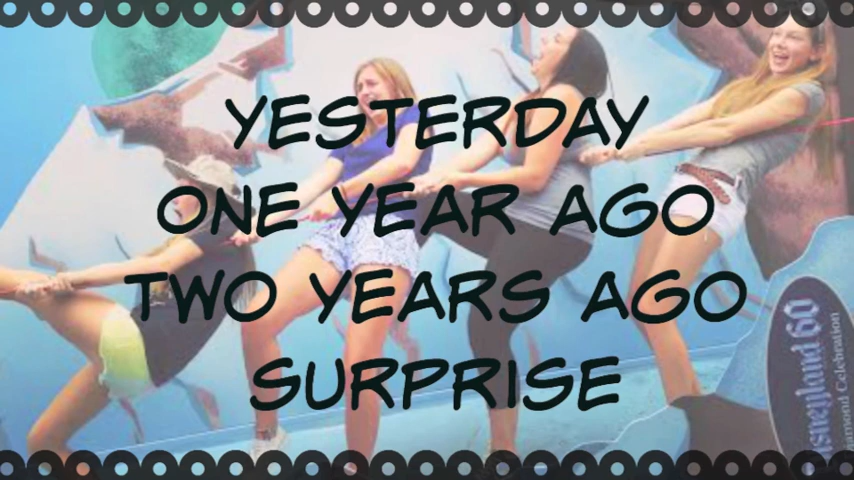 YESTERDAY
ONE YEAR AGO
TWO YEARS AGO
SURPRISE
Disneyland 60
Diamond Celebration